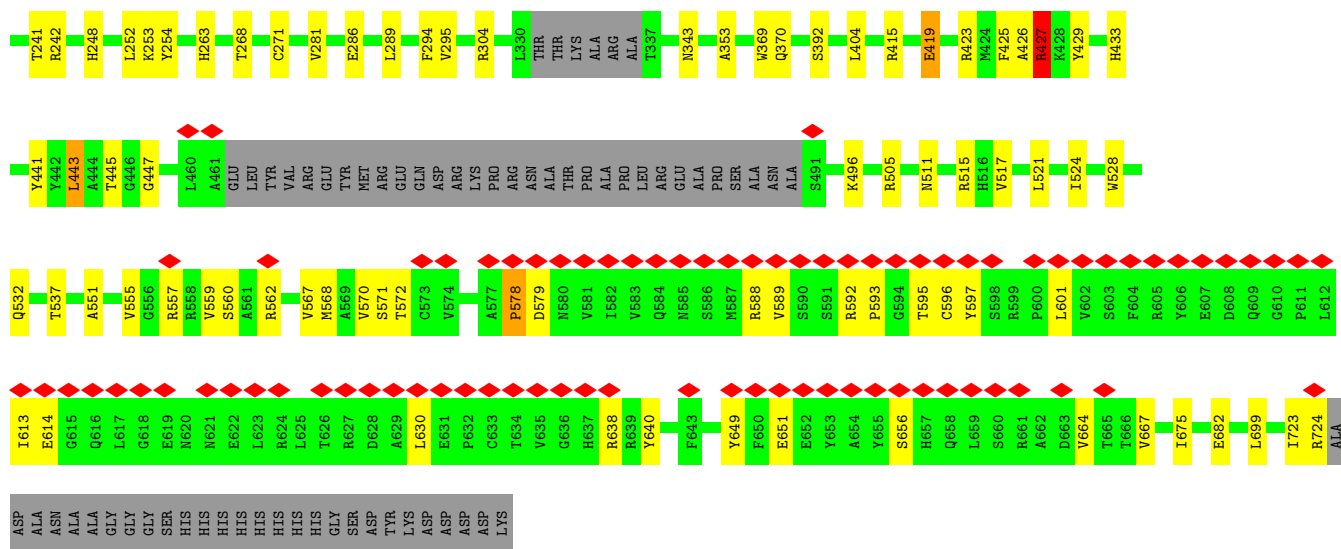 T241 R242 H248 L252 K253 Y254 H263 T268 C271 V281 E286 L289 F294 V295 R304 L330 THR THR LYS ALA ARG ALA T337 N343 A353 W369 Q370 S392 L404 R415 E419 R423 M424 F425 A426 R427 K428 Y429 H433
Y441 Y442 L443 A444 T445 G446 G447 L460 A461 GLU LEU TYR VAL ARG GLU TYR MET ARG GLU GLN ASP ARG LYS PRO ARG ASN ALA THR PRO ALA PRO LEU ARG GLU ALA PRO SER ALA ASN ALA S491 K496 R505 N511 R515 H516 V517 L521 I524 W528
Q532 T537 A551 V555 G556 R557 R558 V559 S560 A561 R562 V567 M568 A569 V570 S571 T572 C573 V574 A577 P578 D579 N580 V581 I582 V583 Q584 N585 S586 M587 R588 V589 S590 S591 R592 P593 G594 T595 C596 Y597 S598 R599 P600 L601 V602 S603 F604 R605 Y606 E607 D608 Q609 G610 P611 L612
I613 E614 G615 Q616 L617 G618 E619 N620 N621 E622 L623 R624 L625 T626 R627 D628 A629 L630 E631 P632 C633 T634 V635 G636 H637 R638 R639 Y640 F643 Y649 F650 E651 E652 Y653 A654 Y655 S656 H657 Q658 L659 S660 R661 A662 D663 V664 T665 T666 V667 I675 E682 L699 I723 R724 ALA
ASP ALA ASN ALA ALA GLY GLY GLY SER HIS HIS HIS HIS HIS HIS HIS HIS GLY SER ASP TYR LYS ASP ASP ASP ASP LYS